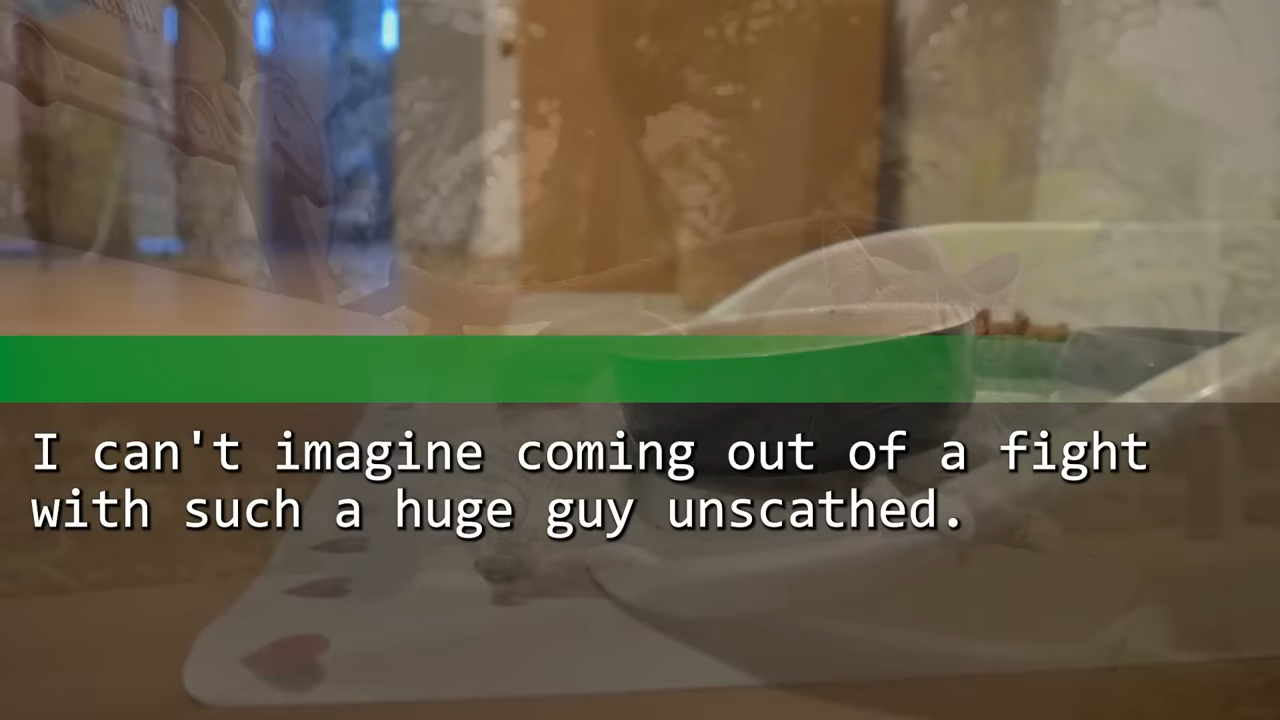 I can't imagine coming out of a fight
with such a huge guy unscathed.